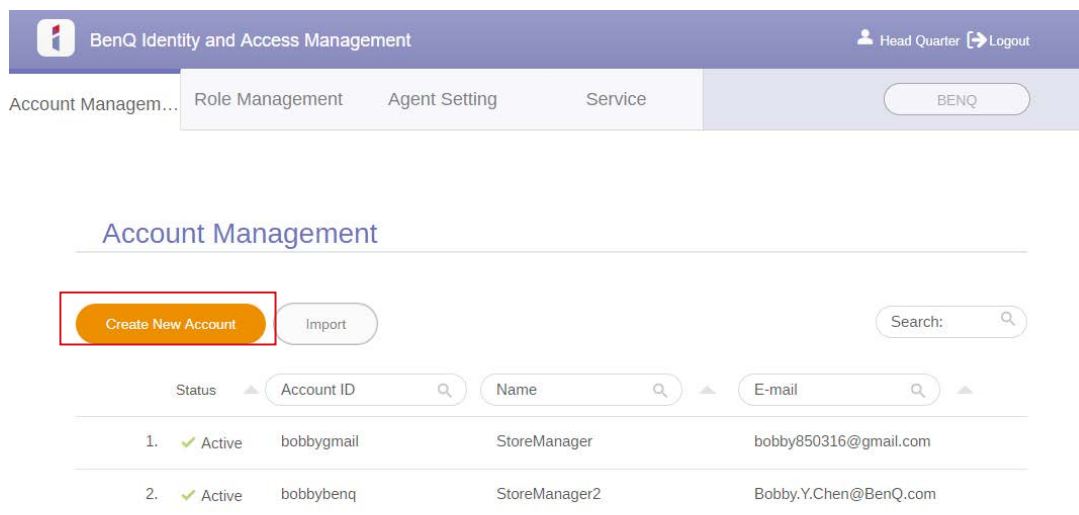 BenQ Identity and Access Management Head Quarter Logout
Account Managem... Role Management Agent Setting Service BENQ
Account Management
Create New Account Import Search:
Status Account ID Name E-mail
1. Active bobbygmail StoreManager bobby850316@gmail.com
2. Active bobbybenq StoreManager2 Bobby.Y.Chen@BenQ.com